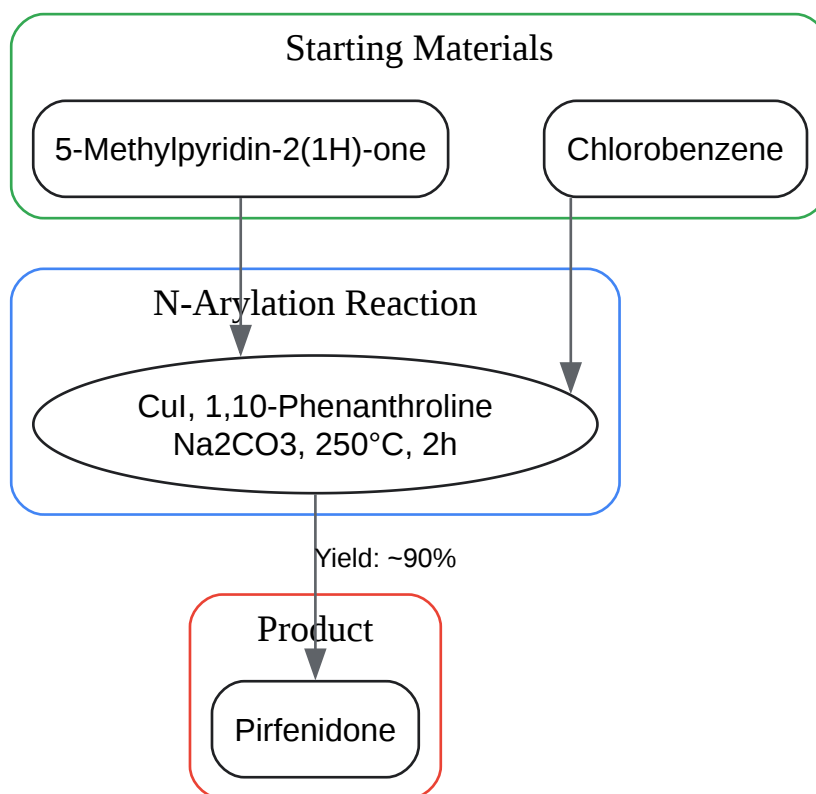 Starting Materials
5-Methylpyridin-2(1H)-one
Chlorobenzene
N-Arylation Reaction
CuI, 1,10-Phenanthroline
Na2CO3, 250°C, 2h
Yield: ~90%
Product
Pirfenidone